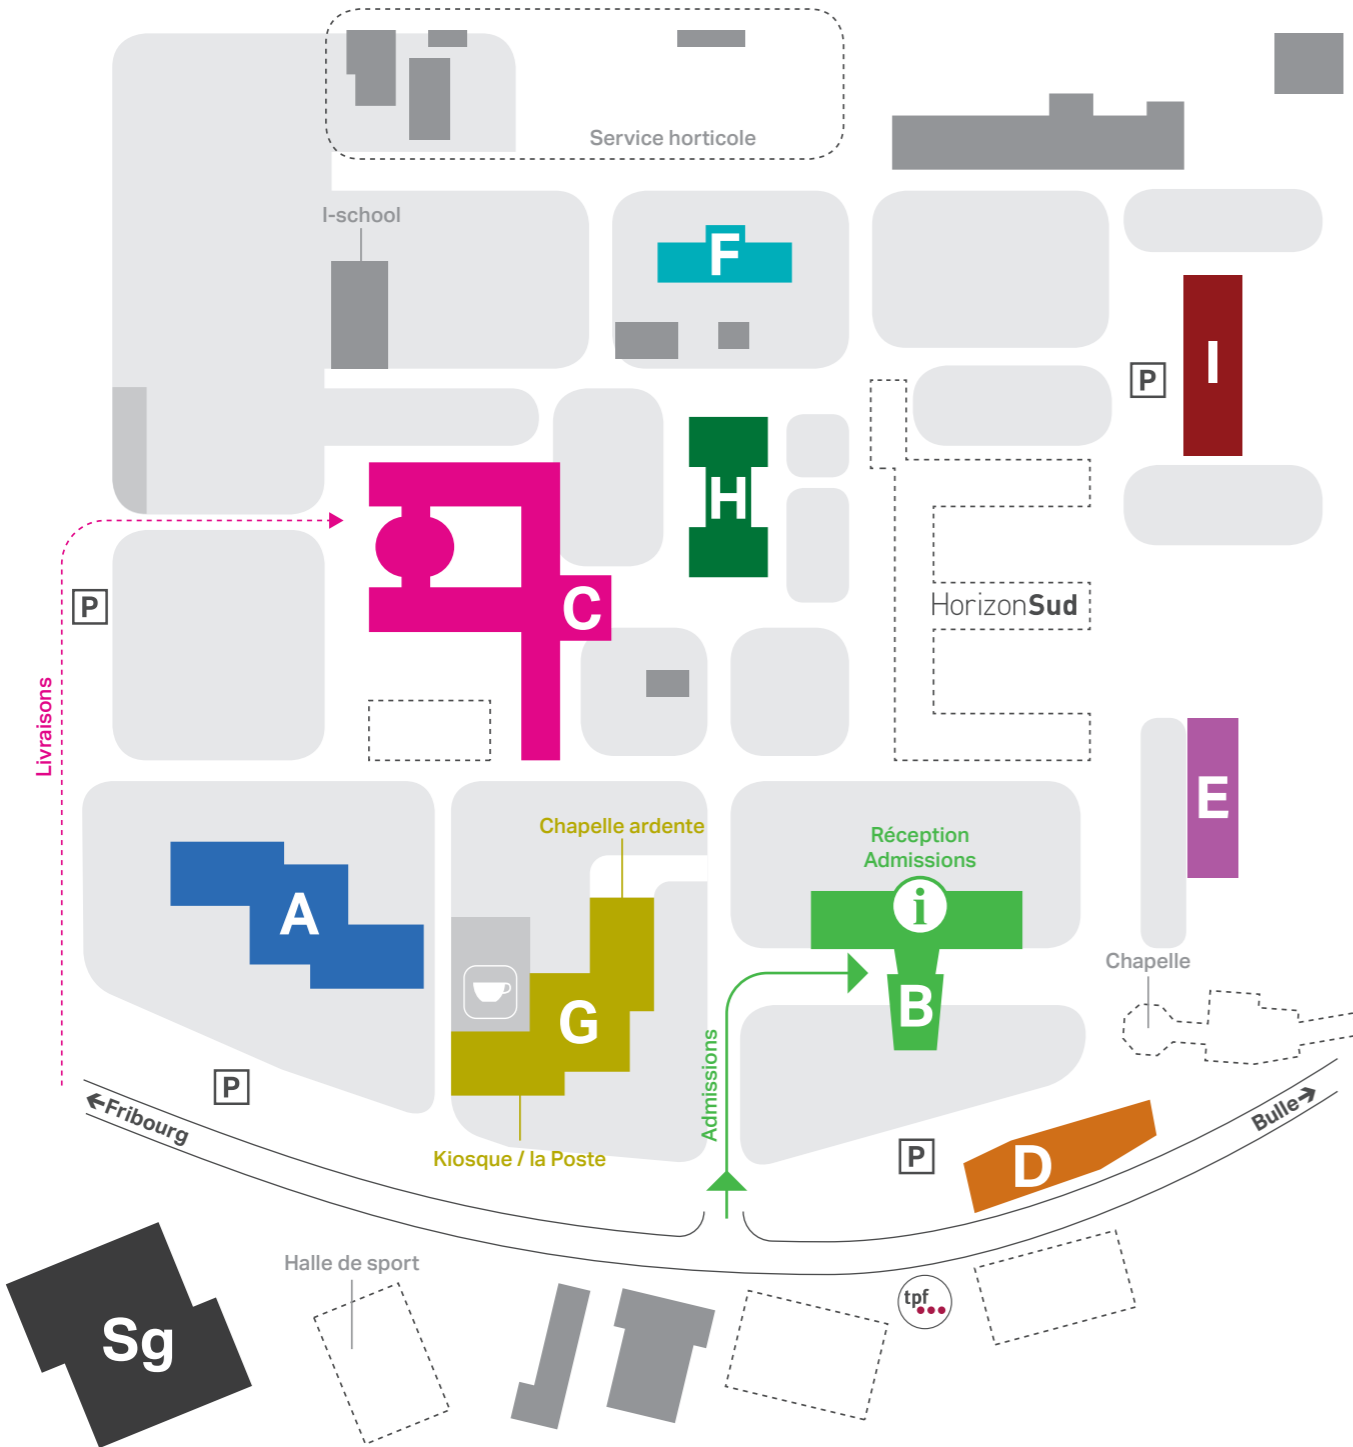 Service horticole
I-school
F
I
P
H
HorizonSud
C
P
Livraisons
E
Chapelle ardente
Réception
Admissions
i
A
B
G
Chapelle
Admissions
P
←Fribourg
Bulle→
Kiosque / la Poste
P
D
Halle de sport
tpf
Sg